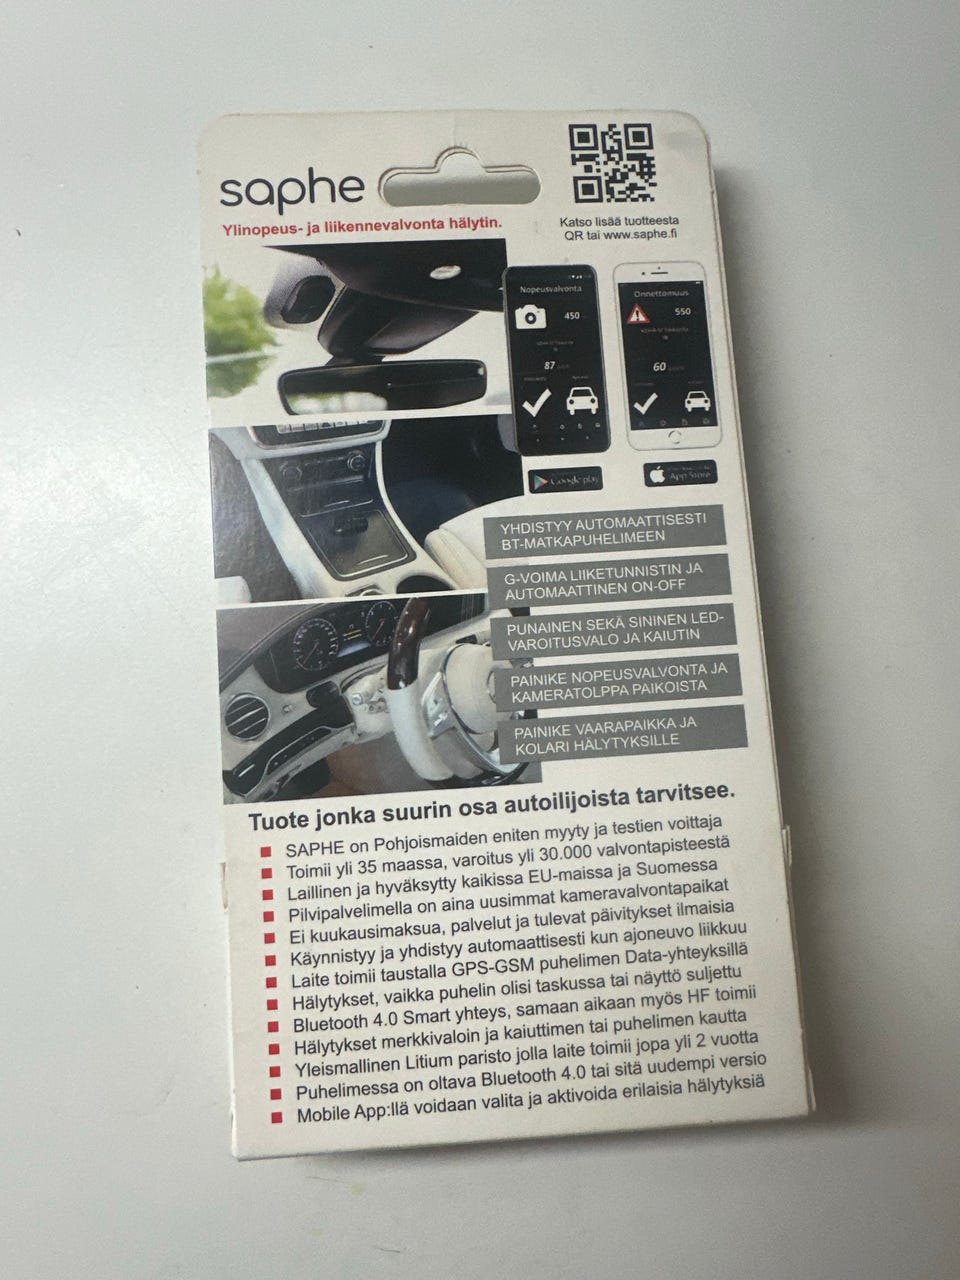 saphe
Ylinopeus- ja liikennevalvonta hälytin.
Katso lisää tuotteesta
QR tai www.saphe.fi
Nopeusvalvonta
450
87
Onnettomuus
550
60
Google play
App Store
YHDISTYY AUTOMAATTISESTI
BT-MATKAPUHELIMEEN
G-VOIMA LIIKETUNNISTIN JA
AUTOMAATTINEN ON-OFF
PUNAINEN SEKÄ SININEN LED-
VAROITUSVALO JA KAIUTIN
PAINIKE NOPEUSVALVONTA JA
KAMERATOLPPA PAIKOISTA
PAINIKE VAARAPAIKKA JA
KOLARI HÄLYTYKSILLE
Tuote jonka suurin osa autoilijoista tarvitsee.
SAPHE on Pohjoismaiden eniten myyty ja testien voittaja
Toimii yli 35 maassa, varoitus yli 30.000 valvontapisteestä
Laillinen ja hyväksytty kaikissa EU-maissa ja Suomessa
Pilvipalvelimella on aina uusimmat kameravalvontapaikat
Ei kuukausimaksua, palvelut ja tulevat päivitykset ilmaisia
Käynnistyy ja yhdistyy automaattisesti kun ajoneuvo liikkuu
Laite toimii taustalla GPS-GSM puhelimen Data-yhteyksillä
Hälytykset, vaikka puhelin olisi taskussa tai näyttö suljettu
Bluetooth 4.0 Smart yhteys, samaan aikaan myös HF toimii
Hälytykset merkkivaloin ja kaiuttimen tai puhelimen kautta
Yleismallinen Litium paristo jolla laite toimii jopa yli 2 vuotta
Puhelimessa on oltava Bluetooth 4.0 tai sitä uudempi versio
Mobile App:llä voidaan valita ja aktivoida erilaisia hälytyksiä